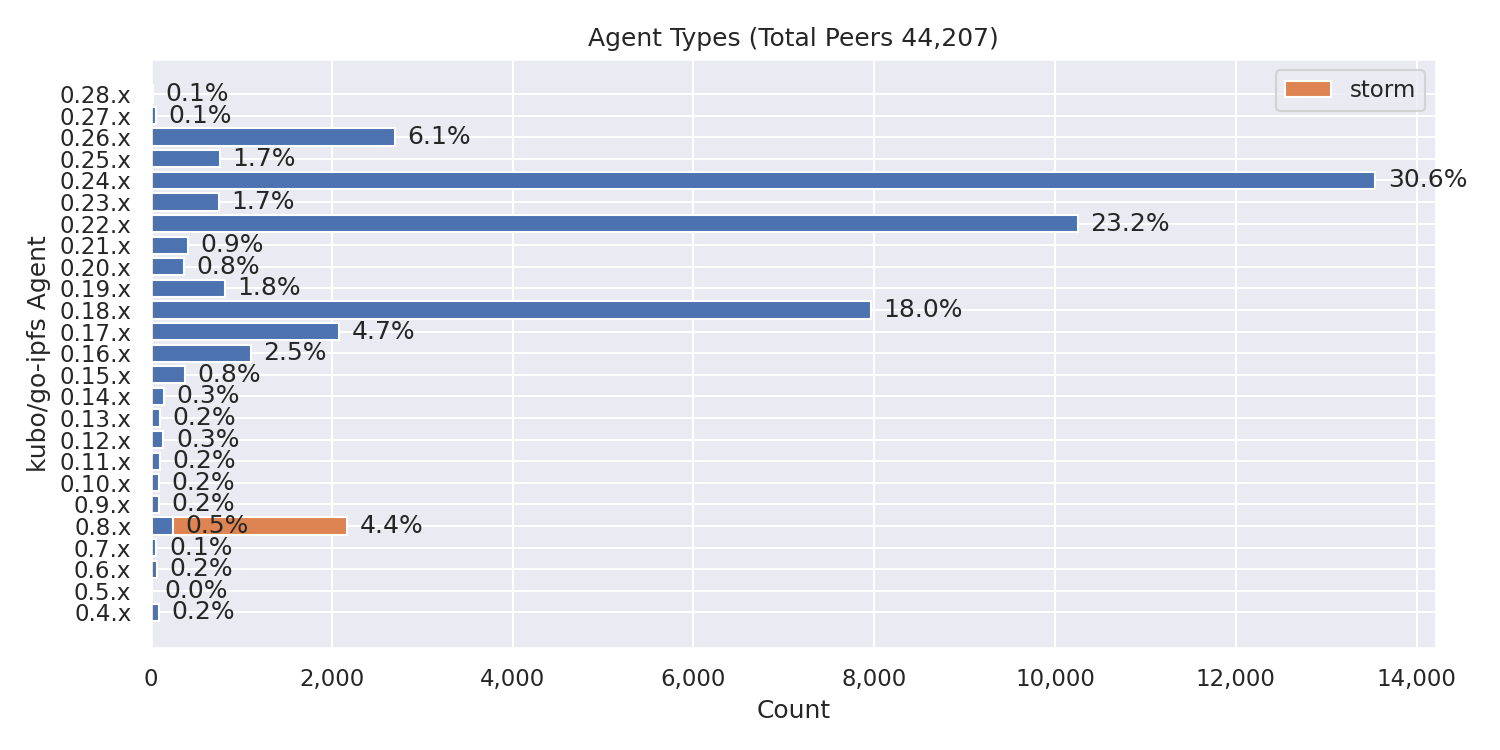 Agent Types (Total Peers 44,207)
storm
kubo/go-ipfs Agent
0.28.x 0.1%
0.27.x 0.1%
0.26.x 6.1%
0.25.x 1.7%
0.24.x 30.6%
0.23.x 1.7%
0.22.x 23.2%
0.21.x 0.9%
0.20.x 0.8%
0.19.x 1.8%
0.18.x 18.0%
0.17.x 4.7%
0.16.x 2.5%
0.15.x 0.8%
0.14.x 0.3%
0.13.x 0.2%
0.12.x 0.3%
0.11.x 0.2%
0.10.x 0.2%
0.9.x 0.2%
0.8.x 0.5% 4.4%
0.7.x 0.1%
0.6.x 0.2%
0.5.x 0.0%
0.4.x 0.2%
0 2,000 4,000 6,000 8,000 10,000 12,000 14,000
Count